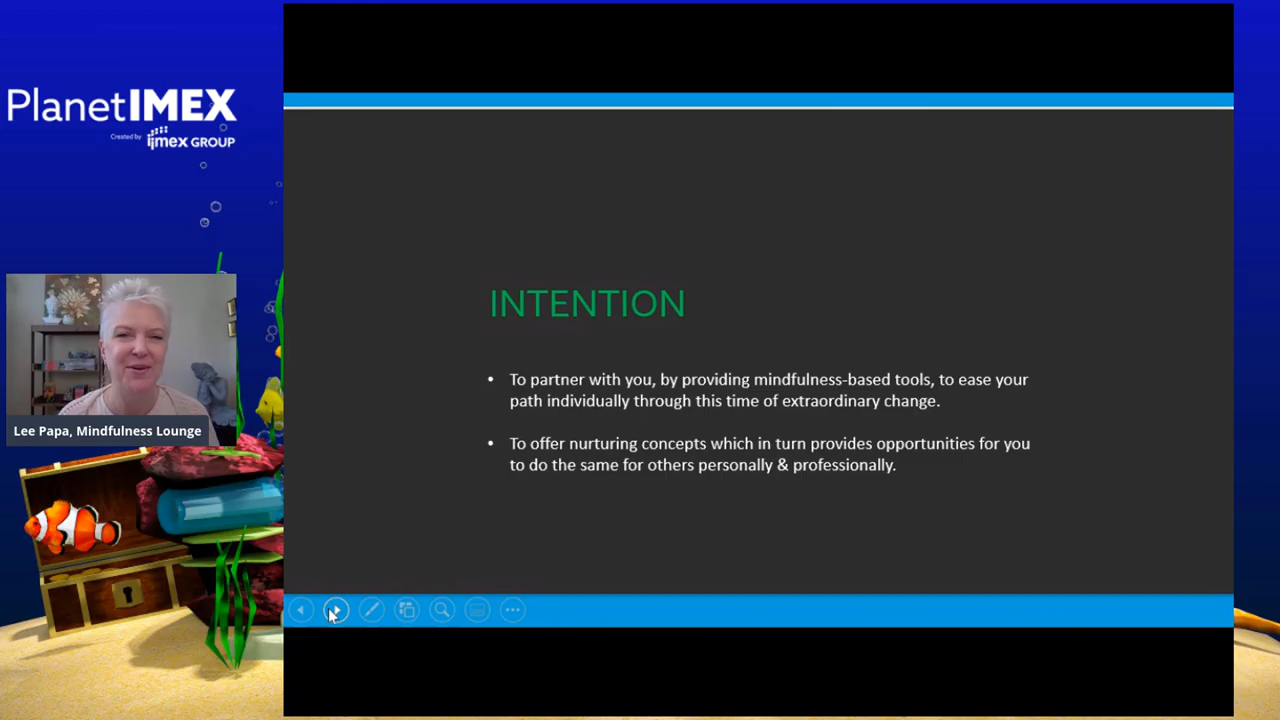 PlanetIMEX
Created by
imex GROUP
Lee Papa, Mindfulness Lounge
INTENTION
• To partner with you, by providing mindfulness-based tools, to ease your
path individually through this time of extraordinary change.
• To offer nurturing concepts which in turn provides opportunities for you
to do the same for others personally & professionally.